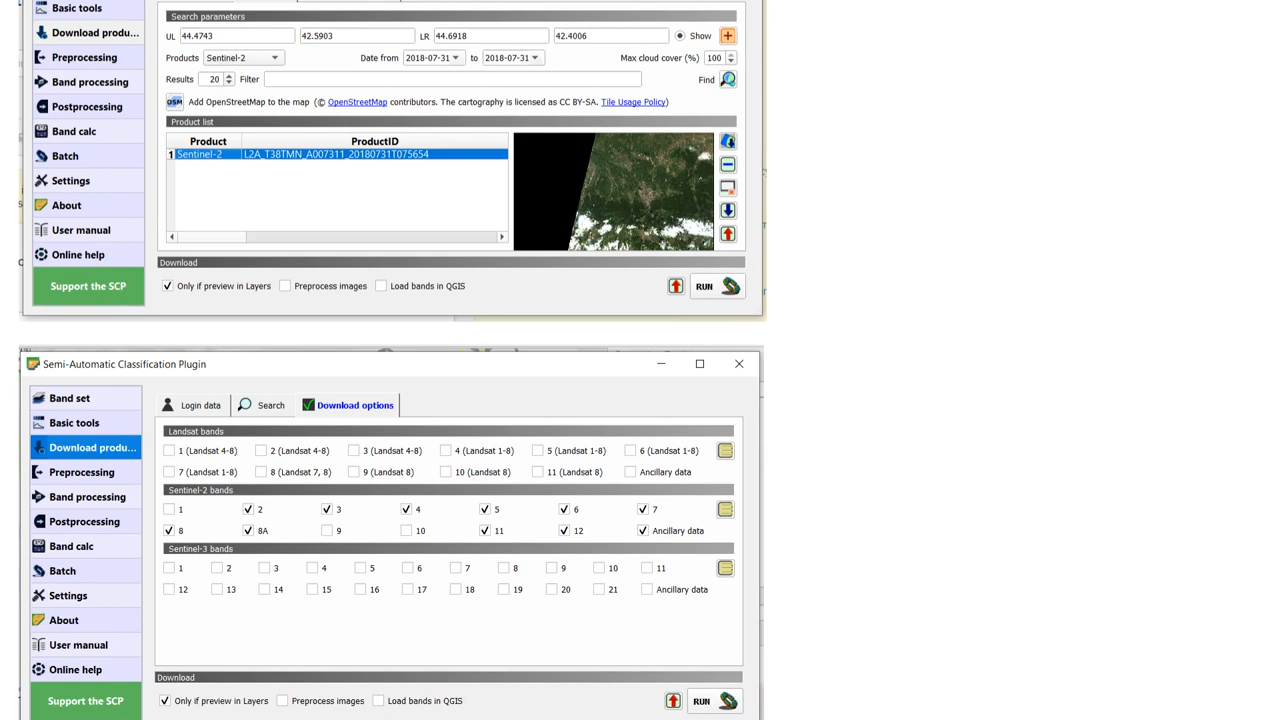 Basic tools
Search parameters
UL 44.4743 42.5903 LR 44.6918 42.4006 Show
Download produ...
Products Sentinel-2 Date from 2018-07-31 to 2018-07-31 Max cloud cover (%) 100
Preprocessing
Results 20 Filter Find
Band processing
OSM Add OpenStreetMap to the map (© OpenStreetMap contributors. The cartography is licensed as CC BY-SA. Tile Usage Policy)
Postprocessing
Product list
Band calc
Product ProductID
1 Sentinel-2 L2A_T38TMN_A007311_20180731T075654
Batch
Settings
About
User manual
Online help
Download
Support the SCP
Only if preview in Layers Preprocess images Load bands in QGIS RUN
Semi-Automatic Classification Plugin
Band set
Login data Search Download options
Basic tools
Landsat bands
Download produ...
1 (Landsat 4-8) 2 (Landsat 4-8) 3 (Landsat 4-8) 4 (Landsat 1-8) 5 (Landsat 1-8) 6 (Landsat 1-8)
Preprocessing
7 (Landsat 1-8) 8 (Landsat 7, 8) 9 (Landsat 8) 10 (Landsat 8) 11 (Landsat 8) Ancillary data
Sentinel-2 bands
Band processing
1 2 3 4 5 6 7
Postprocessing
8 8A 9 10 11 12 Ancillary data
Band calc
Sentinel-3 bands
Batch
1 2 3 4 5 6 7 8 9 10 11
Settings
12 13 14 15 16 17 18 19 20 21 Ancillary data
About
User manual
Online help
Download
Support the SCP
Only if preview in Layers Preprocess images Load bands in QGIS RUN